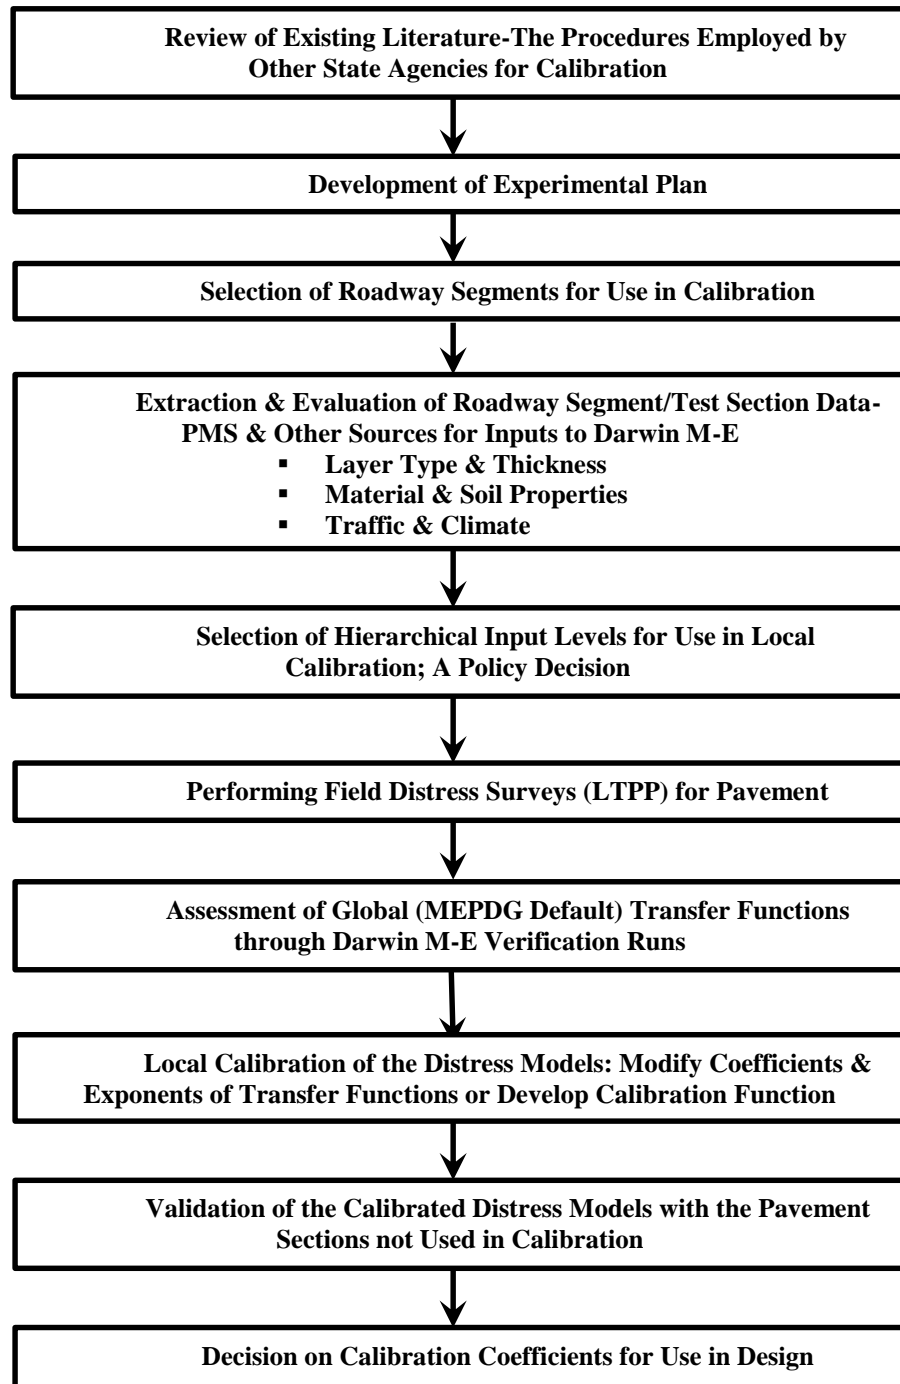 Review of Existing Literature-The Procedures Employed by
Other State Agencies for Calibration
Development of Experimental Plan
Selection of Roadway Segments for Use in Calibration
Extraction & Evaluation of Roadway Segment/Test Section Data-
PMS & Other Sources for Inputs to Darwin M-E
▪ Layer Type & Thickness
▪ Material & Soil Properties
▪ Traffic & Climate
Selection of Hierarchical Input Levels for Use in Local
Calibration; A Policy Decision
Performing Field Distress Surveys (LTPP) for Pavement
Assessment of Global (MEPDG Default) Transfer Functions
through Darwin M-E Verification Runs
Local Calibration of the Distress Models: Modify Coefficients &
Exponents of Transfer Functions or Develop Calibration Function
Validation of the Calibrated Distress Models with the Pavement
Sections not Used in Calibration
Decision on Calibration Coefficients for Use in Design